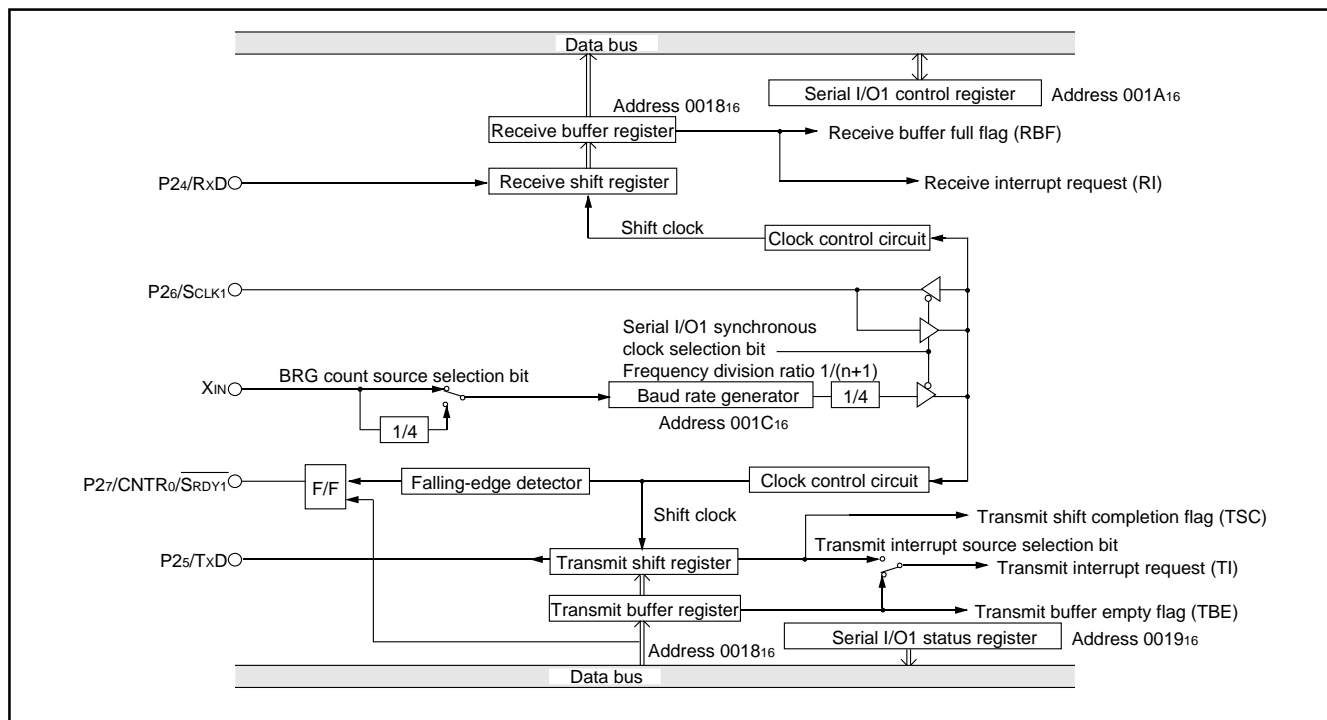 Data bus
Serial I/O1 control register Address 001A16
Address 001816
Receive buffer register Receive buffer full flag (RBF)
P24/RXD Receive shift register Receive interrupt request (RI)
Shift clock Clock control circuit
P26/SCLK1
Serial I/O1 synchronous
clock selection bit
BRG count source selection bit Frequency division ratio 1/(n+1)
XIN Baud rate generator 1/4
1/4 Address 001C16
P27/CNTR0/SRDY1 F/F Falling-edge detector Clock control circuit
Shift clock Transmit shift completion flag (TSC)
Transmit interrupt source selection bit
P25/TXD Transmit shift register Transmit interrupt request (TI)
Transmit buffer register Transmit buffer empty flag (TBE)
Address 001816 Serial I/O1 status register Address 001916
Data bus